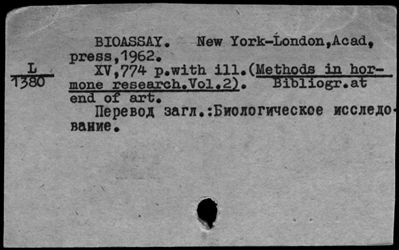 BIOASSAY. New York-London,Acad,
press,1962.
L
1380
XV,774 p.with ill.(Methods in hor-
mone research.Vol.2). Bibliogr.at
end of art.
Перевод загл.:Биологическое исследо-
вание.